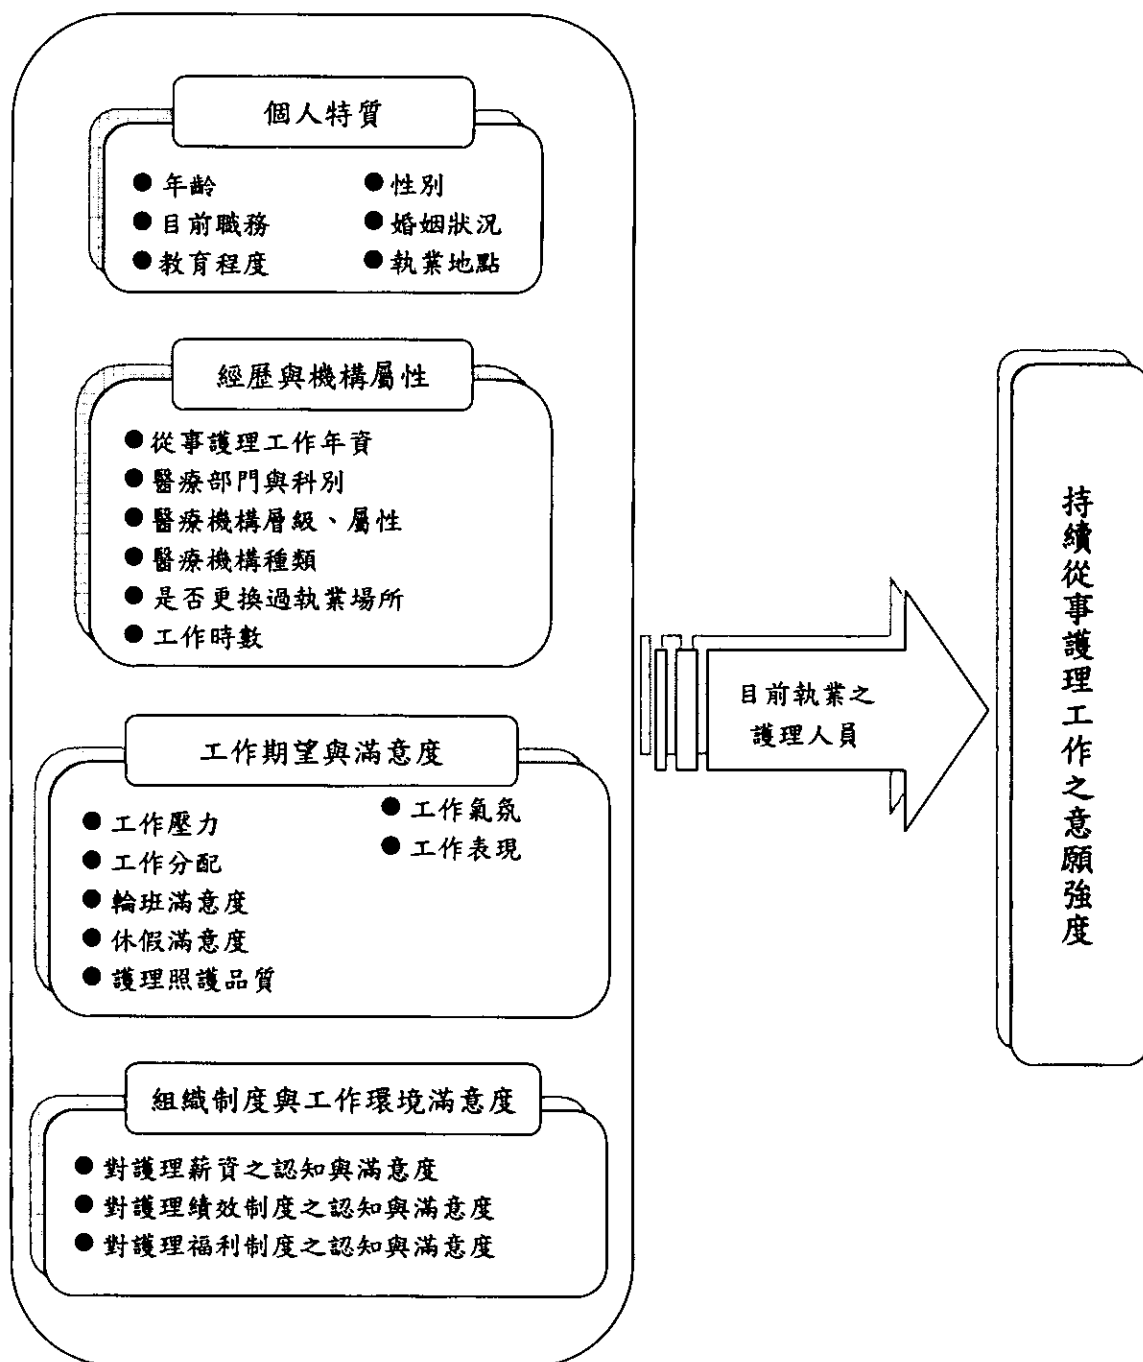 個人特質
● 年齡
● 目前職務
● 教育程度
● 性別
● 婚姻狀況
● 執業地點
經歷與機構屬性
● 從事護理工作年資
● 醫療部門與科別
● 醫療機構層級、屬性
● 醫療機構種類
● 是否更換過執業場所
● 工作時數
工作期望與滿意度
● 工作壓力
● 工作分配
● 輪班滿意度
● 休假滿意度
● 護理照護品質
● 工作氣氛
● 工作表現
組織制度與工作環境滿意度
● 對護理薪資之認知與滿意度
● 對護理績效制度之認知與滿意度
● 對護理福利制度之認知與滿意度
目前執業之
護理人員
持續從事護理工作之意願強度